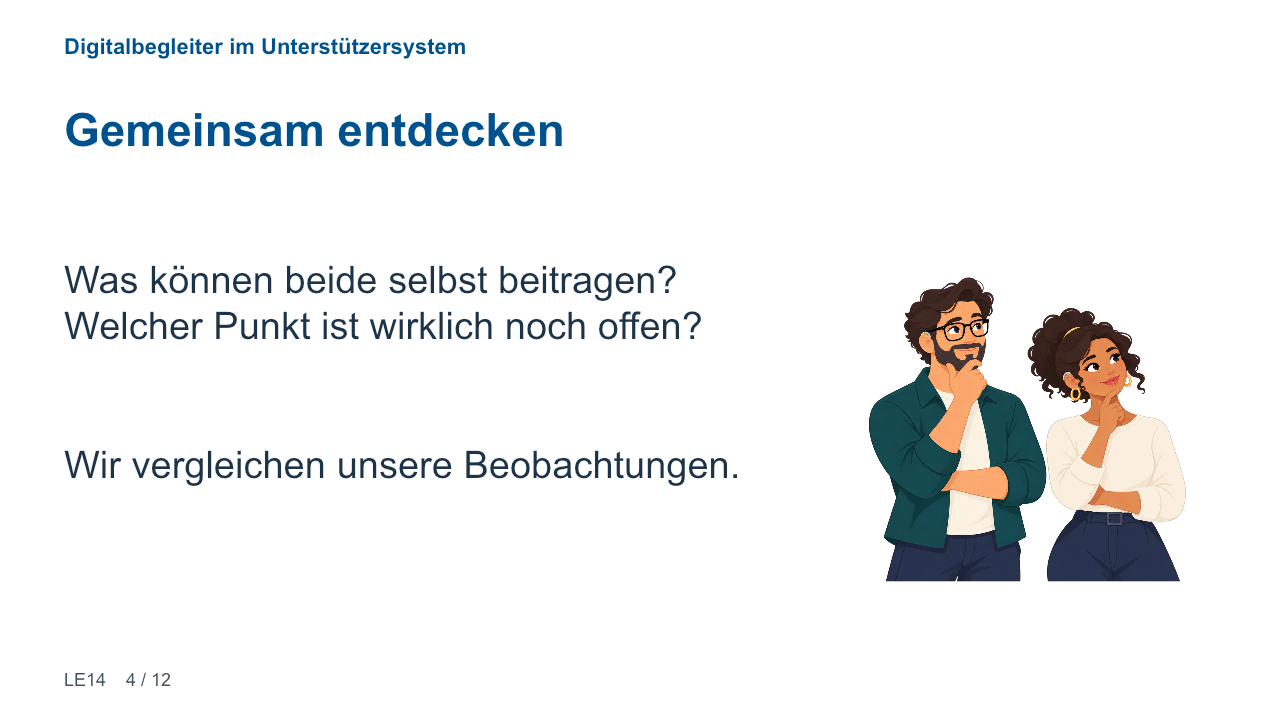 Digitalbegleiter im Unterstützersystem
Gemeinsam entdecken
Was können beide selbst beitragen?
Welcher Punkt ist wirklich noch offen?
Wir vergleichen unsere Beobachtungen.
LE14 4 / 12